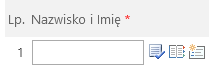 Lp. Nazwisko i Imię *
1